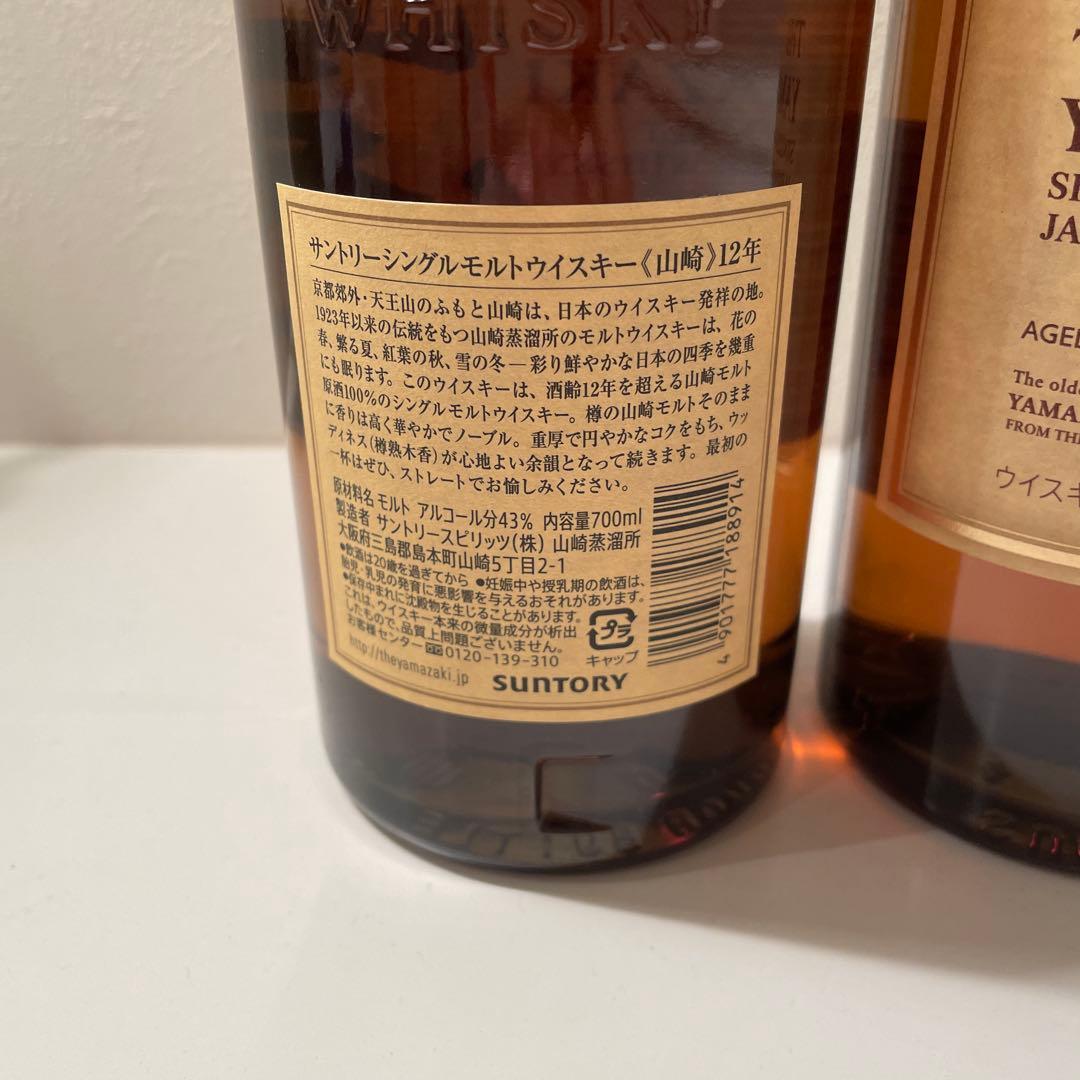 WHISKY
サントリーシングルモルトウイスキー《山崎》12年
京都郊外・天王山のふもと山崎は、日本のウイスキー発祥の地。
1923年以来の伝統をもつ山崎蒸溜所のモルトウイスキーは、花の
春、繁る夏、紅葉の秋、雪の冬―彩り鮮やかな日本の四季を幾重
にも眠ります。このウイスキーは、酒齢12年を超える山崎モルト
原酒100%のシングルモルトウイスキー。樽の山崎モルトそのまま
に香りは高く華やかでノーブル。重厚で円やかなコクをもち、ウッ
ディネス(樽熟木香)が心地よい余韻となって続きます。最初の
一杯はぜひ、ストレートでお愉しみください。
原材料名 モルト アルコール分43% 内容量700ml
製造者 サントリースピリッツ(株) 山崎蒸溜所
大阪府三島郡島本町山崎5丁目2-1
●飲酒は20歳を過ぎてから ●妊娠中や授乳期の飲酒は、
胎児・乳児の発育に悪影響を与えるおそれがあります。
●保存中まれに沈殿物を生じることがあります。
これは、ウイスキー本来の微量成分が析出
したもので、品質上問題ございません。
お客様センター 0120-139-310
http://theyamazaki.jp
SUNTORY
プラ
キャップ
4901777188914
Y
JA
AGED
The olde
YAMA
FROM THE
ウイスキ